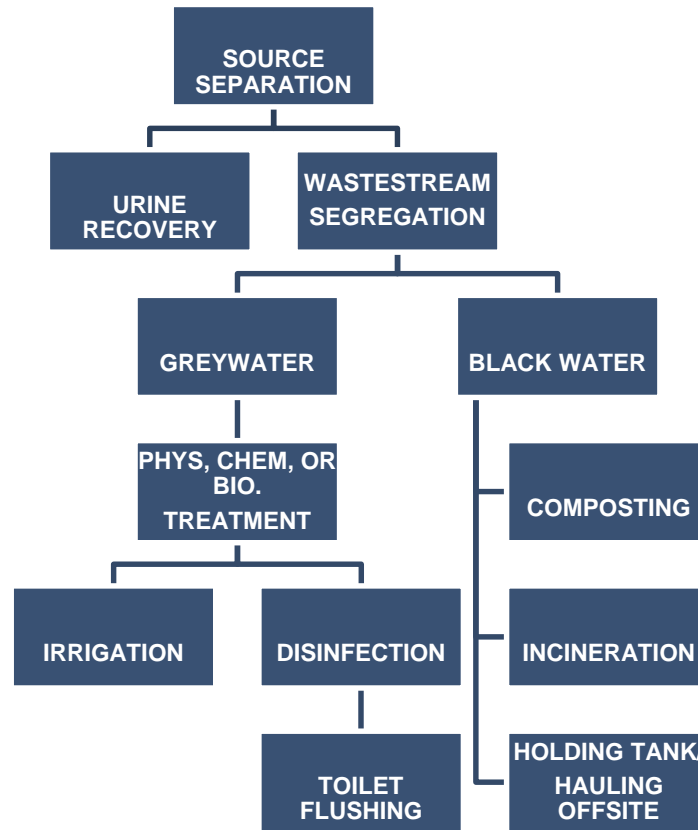 SOURCE
SEPARATION
URINE
RECOVERY
WASTESTREAM
SEGREGATION
GREYWATER
BLACK WATER
PHYS, CHEM, OR
BIO.
TREATMENT
COMPOSTING
IRRIGATION
DISINFECTION
INCINERATION
TOILET
FLUSHING
HOLDING TANK/
HAULING
OFFSITE